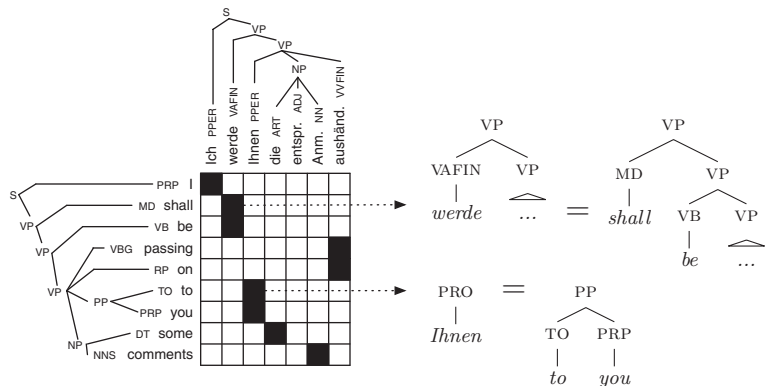 S
VP
VP
NP
Ich PPER
werde VAFIN
Ihnen PPER
die ART
entspr. ADJ
Anm. NN
aushänd. VVFIN
S
PRP I
VP
MD shall
VP
VB be
VP
VBG passing
RP on
PP
TO to
PRP you
NP
DT some
NNS comments
VP
VAFIN VP
werde ...
=
VP
MD VP
shall VB VP
be ...
PRO
Ihnen
=
PP
TO PRP
to you